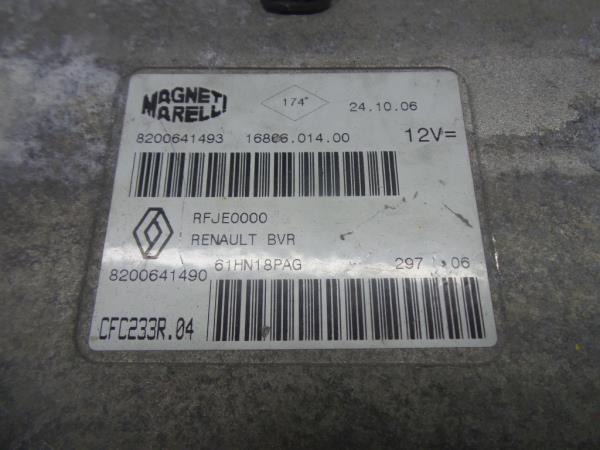 MAGNETI MARELLI 174° 24.10.06
8200641493 16806.014.00 12V=
RFJE0000
RENAULT BVR
8200641490 61HN18PAG 297 06
CFC233R.04